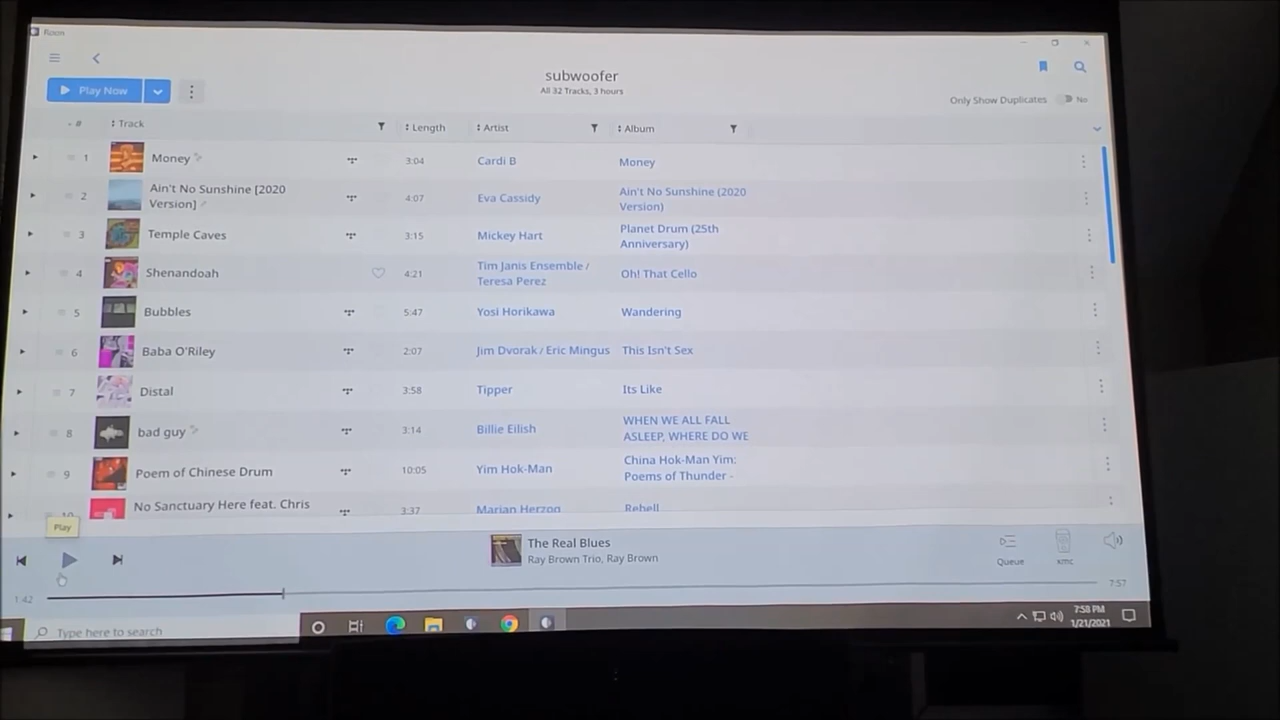 Roon
subwoofer
All 32 Tracks, 3 hours
Play Now
Only Show Duplicates No
# Track Length Artist Album
1 Money 3:04 Cardi B Money
2 Ain't No Sunshine [2020 Version] 4:07 Eva Cassidy Ain't No Sunshine (2020 Version)
3 Temple Caves 3:15 Mickey Hart Planet Drum (25th Anniversary)
4 Shenandoah 4:21 Tim Janis Ensemble / Teresa Perez Oh! That Cello
5 Bubbles 5:47 Yosi Horikawa Wandering
6 Baba O'Riley 2:07 Jim Dvorak / Eric Mingus This Isn't Sex
7 Distal 3:58 Tipper Its Like
8 bad guy 3:14 Billie Eilish WHEN WE ALL FALL ASLEEP, WHERE DO WE
9 Poem of Chinese Drum 10:05 Yim Hok-Man China Hok-Man Yim: Poems of Thunder -
10 No Sanctuary Here feat. Chris 3:37 Marian Herzog Rebell
Play
The Real Blues
Ray Brown Trio, Ray Brown
Queue xmc
1:42 7:57
Type here to search
7:58 PM
1/21/2021